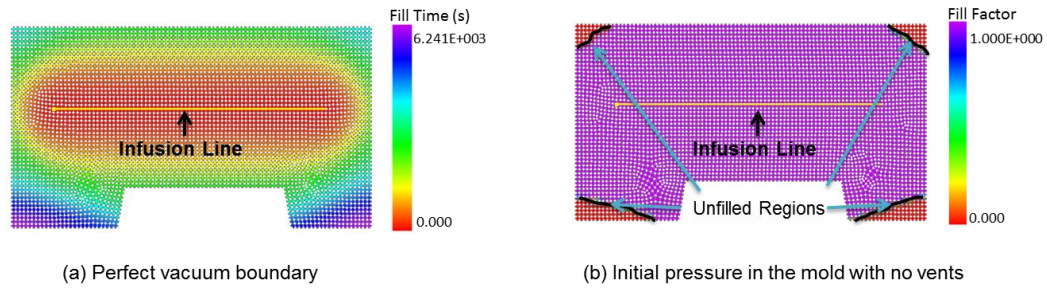 Fill Time (s)
6.241E+003
Infusion Line
0.000
(a) Perfect vacuum boundary
Fill Factor
1.000E+000
Infusion Line
Unfilled Regions
0.000
(b) Initial pressure in the mold with no vents